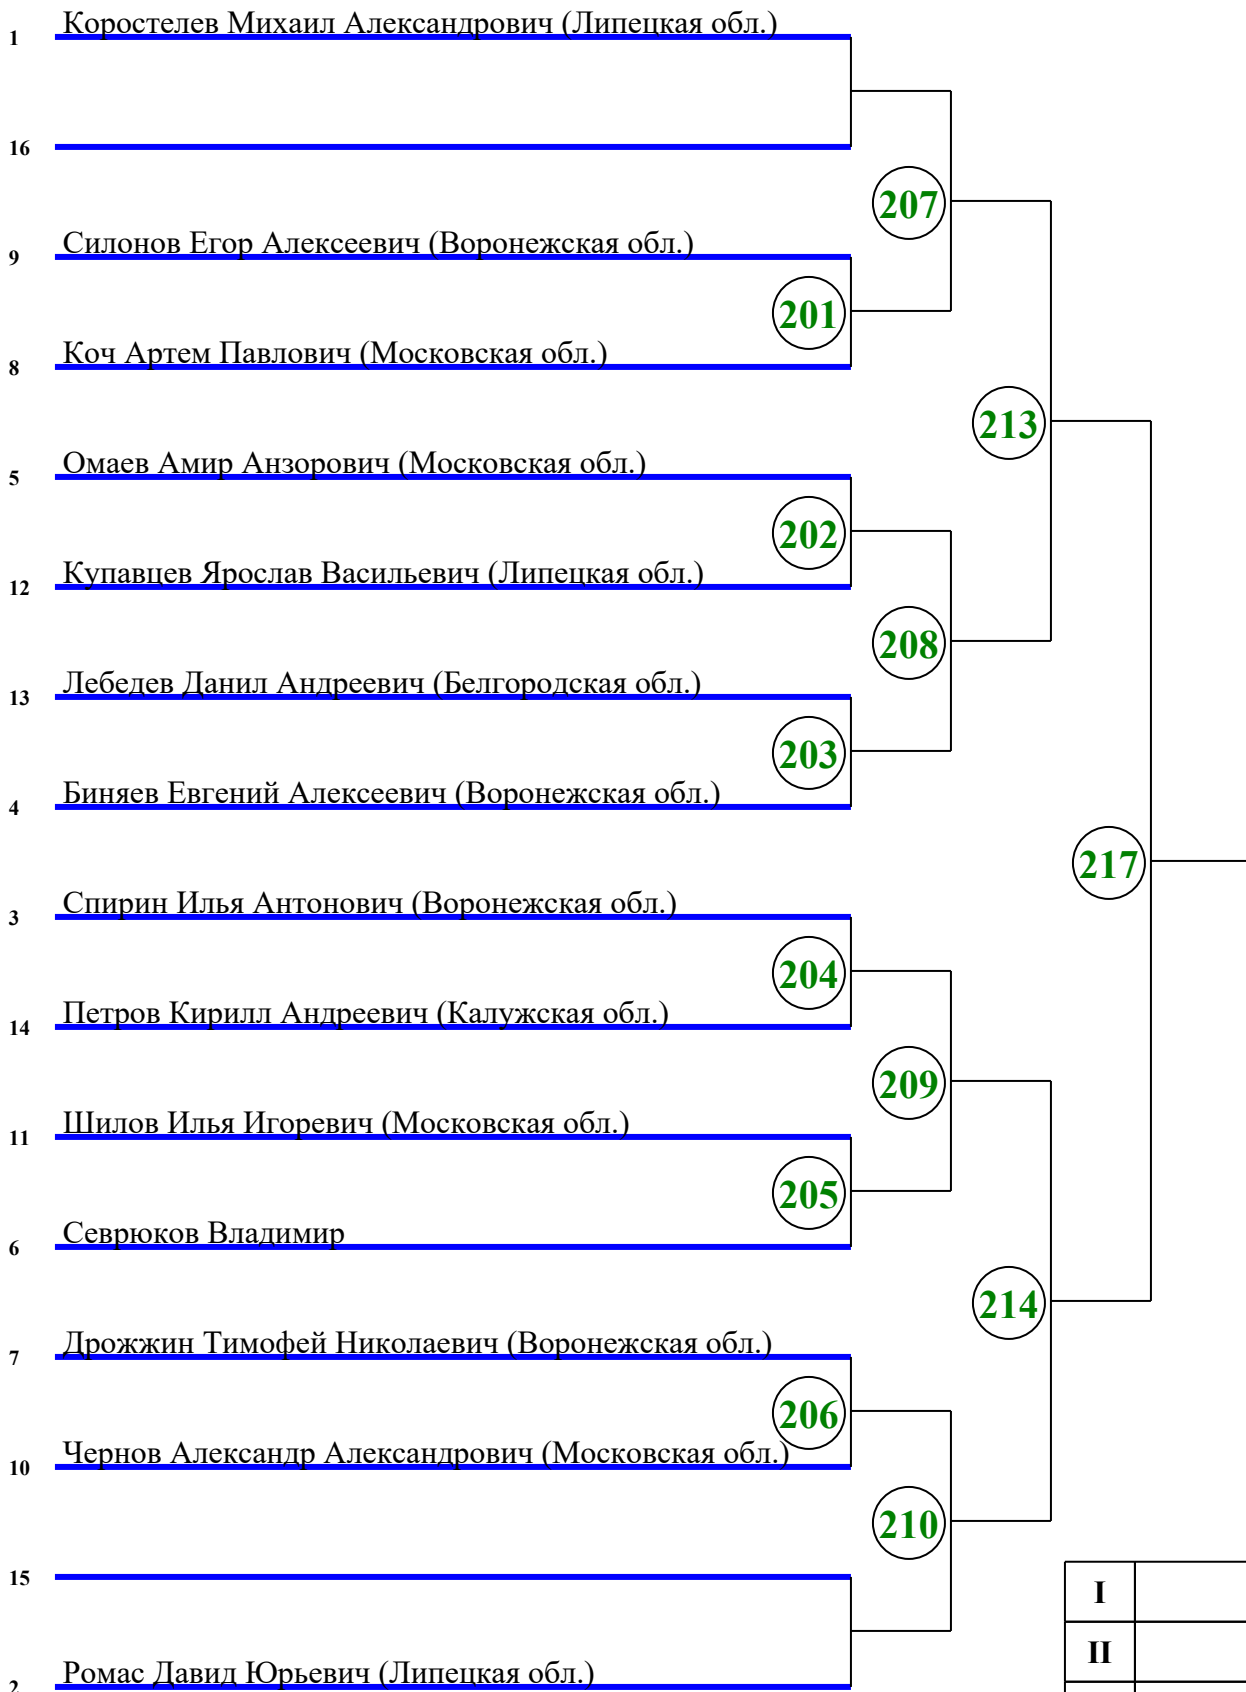 1 Коростелев Михаил Александрович (Липецкая обл.)
16
207
9 Силонов Егор Алексеевич (Воронежская обл.)
201
8 Коч Артем Павлович (Московская обл.)
213
5 Омаев Амир Анзорович (Московская обл.)
202
12 Купавцев Ярослав Васильевич (Липецкая обл.)
208
13 Лебедев Данил Андреевич (Белгородская обл.)
203
4 Биняев Евгений Алексеевич (Воронежская обл.)
217
3 Спирин Илья Антонович (Воронежская обл.)
204
14 Петров Кирилл Андреевич (Калужская обл.)
209
11 Шилов Илья Игоревич (Московская обл.)
205
6 Севрюков Владимир
214
7 Дрожжин Тимофей Николаевич (Воронежская обл.)
206
10 Чернов Александр Александрович (Московская обл.)
210
15
I
II
2 Ромас Давид Юрьевич (Липецкая обл.)